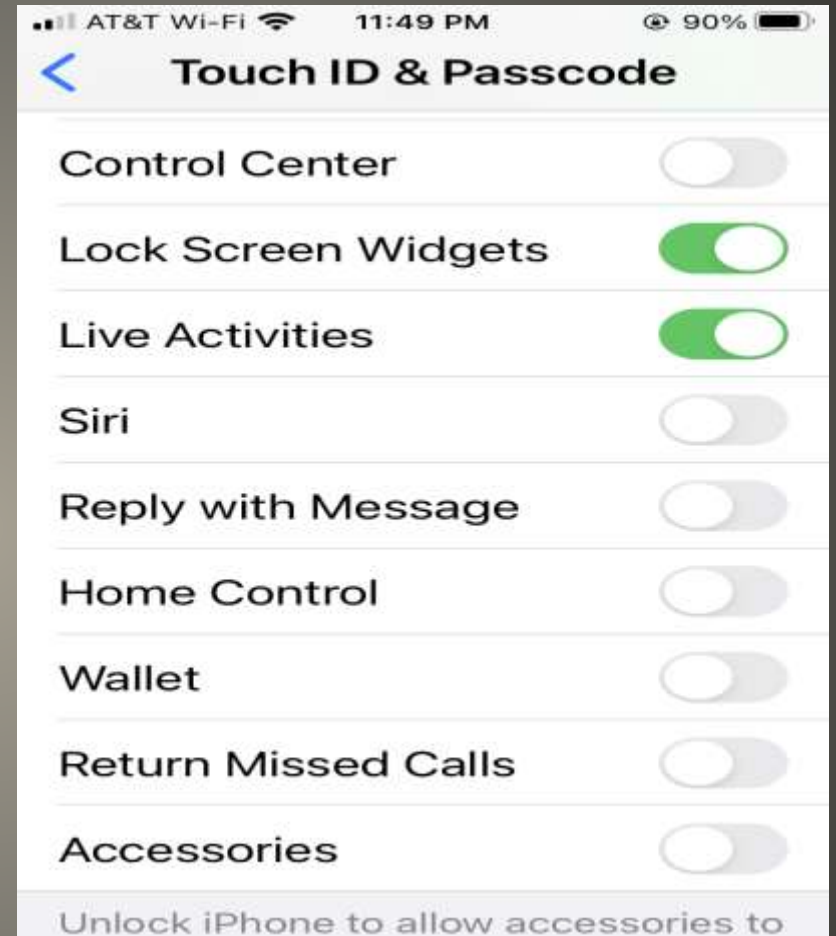 AT&T Wi-Fi 11:49 PM 90%
Touch ID & Passcode
Control Center
Lock Screen Widgets
Live Activities
Siri
Reply with Message
Home Control
Wallet
Return Missed Calls
Accessories
Unlock iPhone to allow accessories to